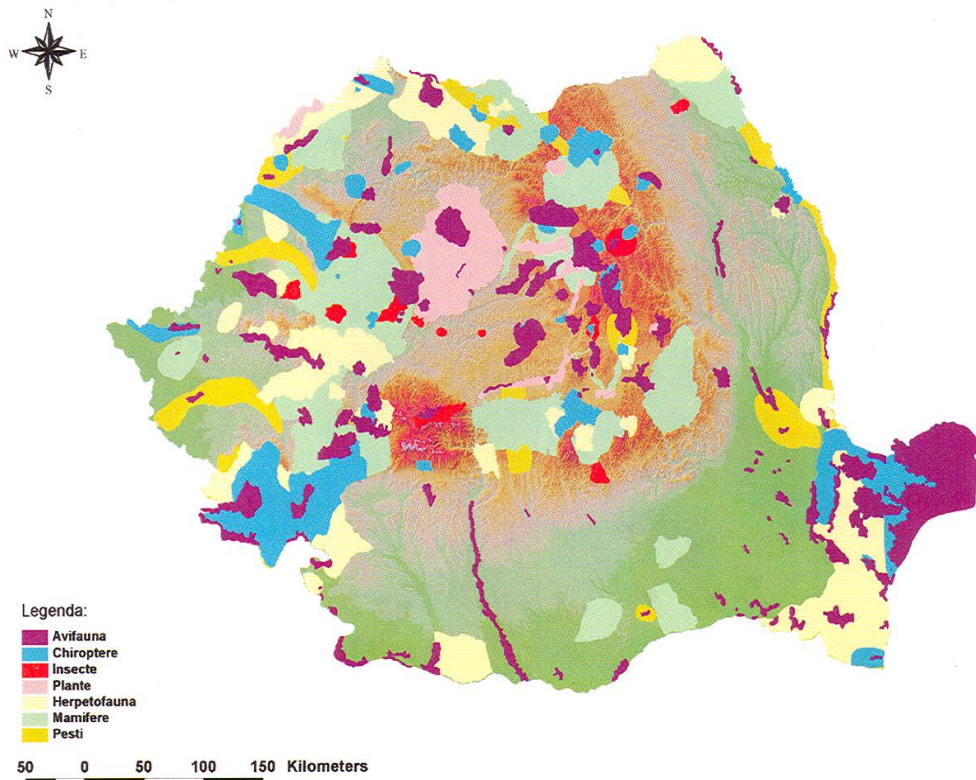 N
W E
S
Legenda:
Avifauna
Chiroptere
Insecte
Plante
Herpetofauna
Mamifere
Pesti
50 0 50 100 150 Kilometers